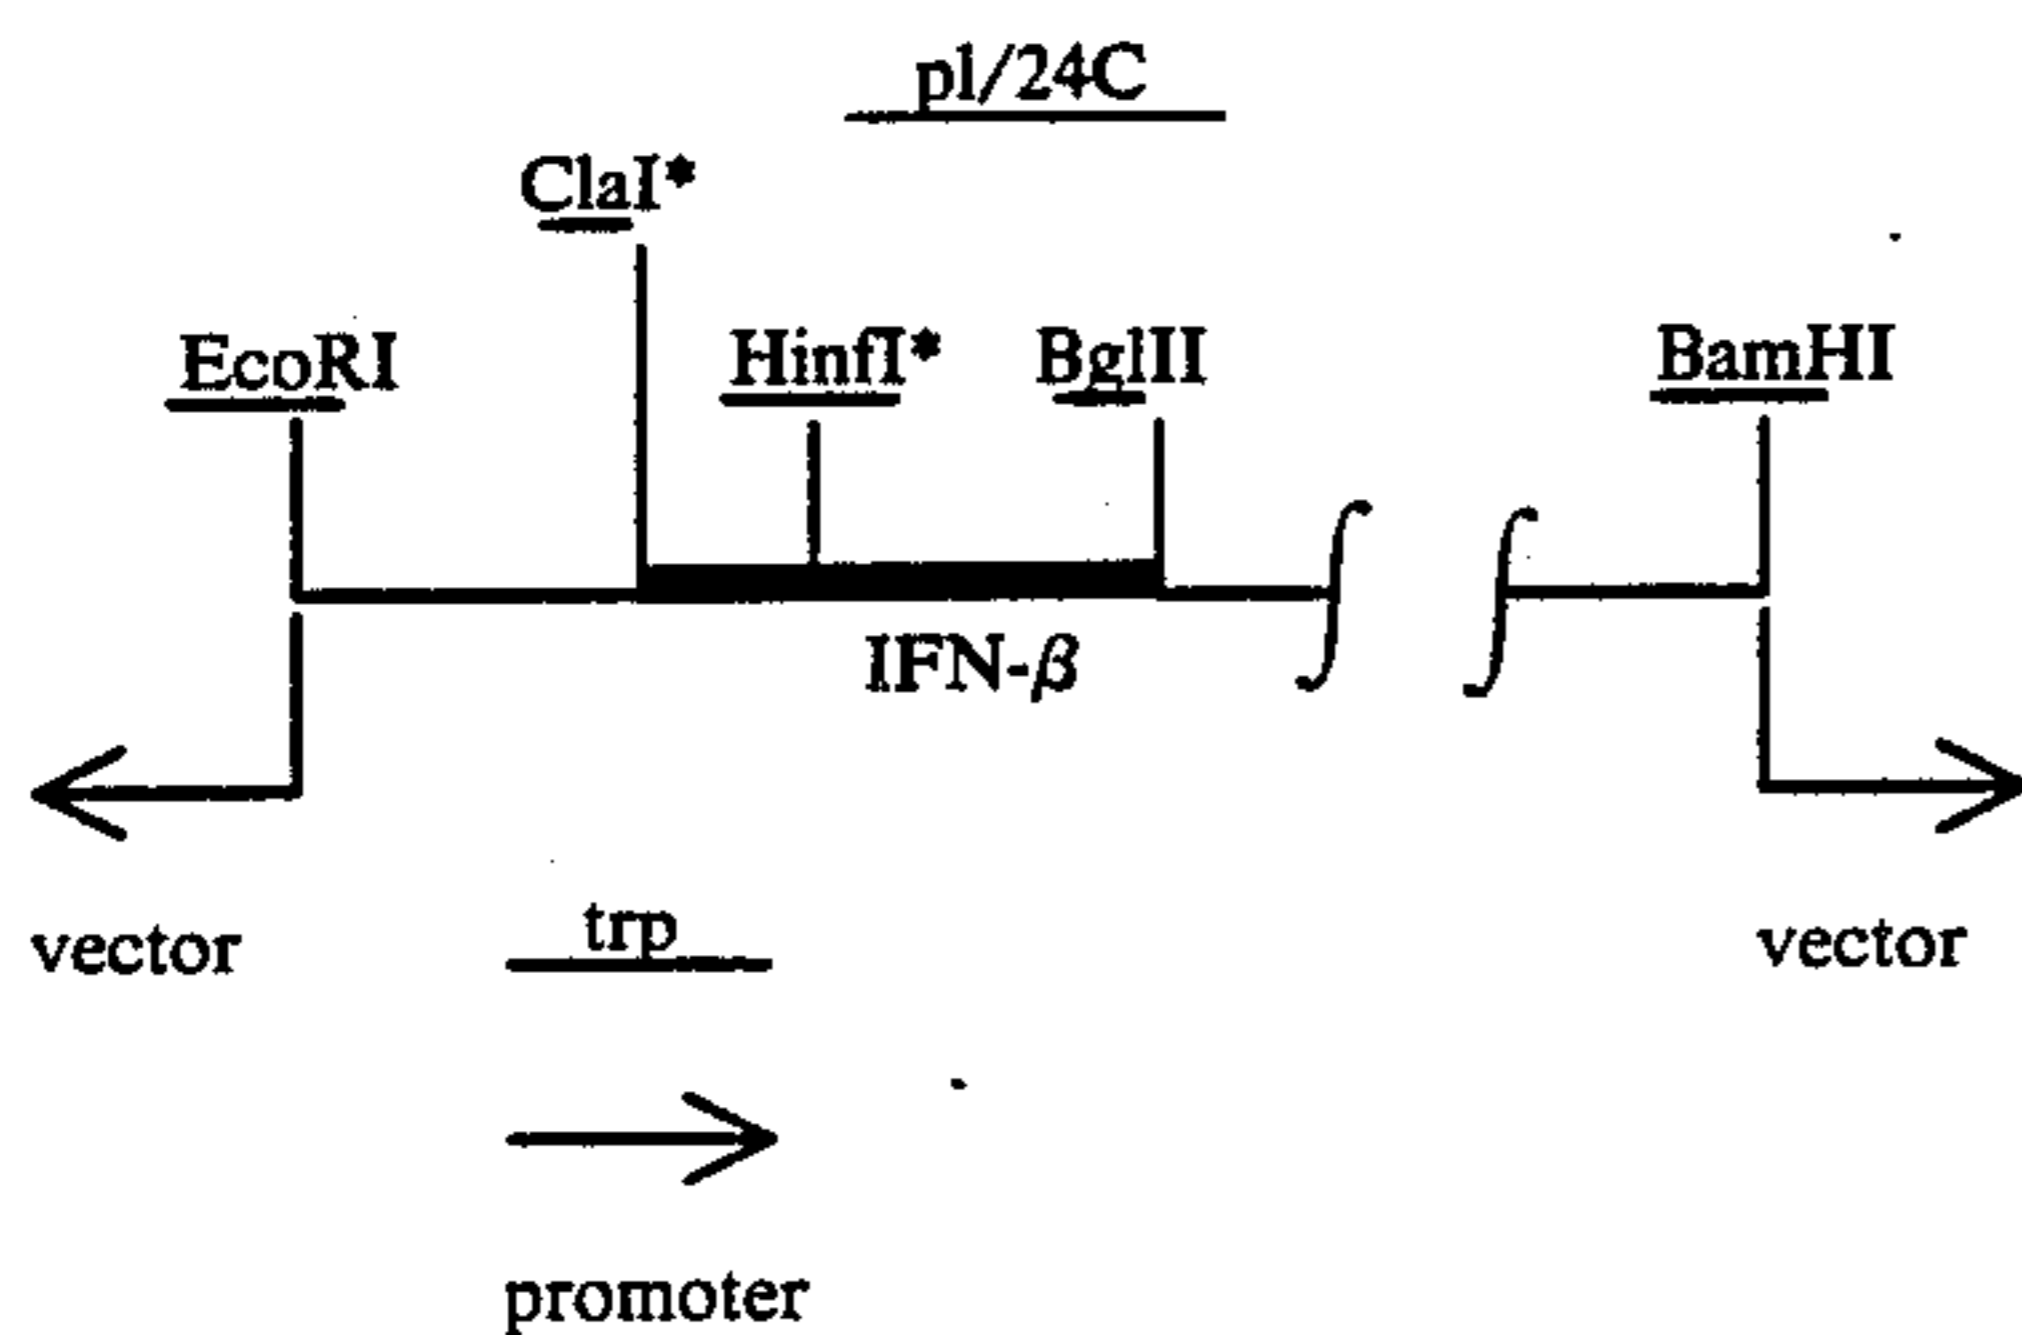 pl/24C
ClaI*
EcoRI HinfI* BglII BamHI
IFN-β
vector trp vector
promoter